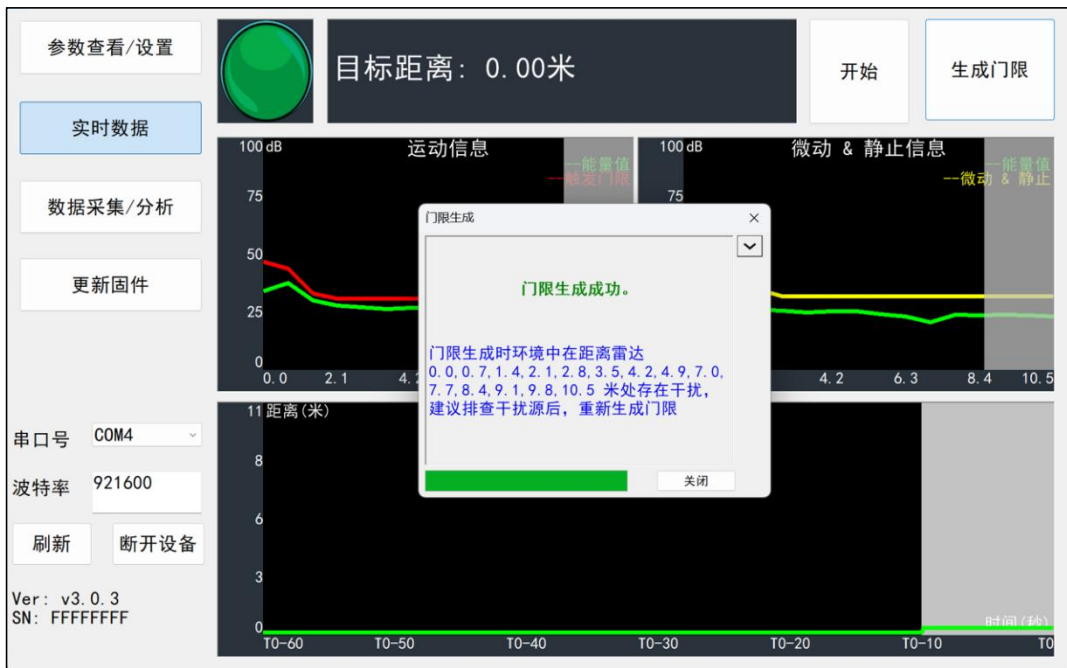 参数查看/设置
实时数据
数据采集/分析
更新固件
目标距离: 0.00米
开始
生成门限
100 dB
运动信息
--能量值
--触发门限
75
50
25
0
0.0 2.1 4.
100 dB
微动 & 静止信息
--能量值
--微动 & 静止
75
4.2 6.3 8.4 10.5
门限生成
门限生成成功。
门限生成时环境中在距离雷达
0.0,0.7,1.4,2.1,2.8,3.5,4.2,4.9,7.0,
7.7,8.4,9.1,9.8,10.5 米处存在干扰,
建议排查干扰源后, 重新生成门限
关闭
11 距离(米)
8
6
3
0
时间(秒)
T0-60 T0-50 T0-40 T0-30 T0-20 T0-10 T0
串口号 COM4
波特率 921600
刷新 断开设备
Ver: v3.0.3
SN: FFFFFFFF